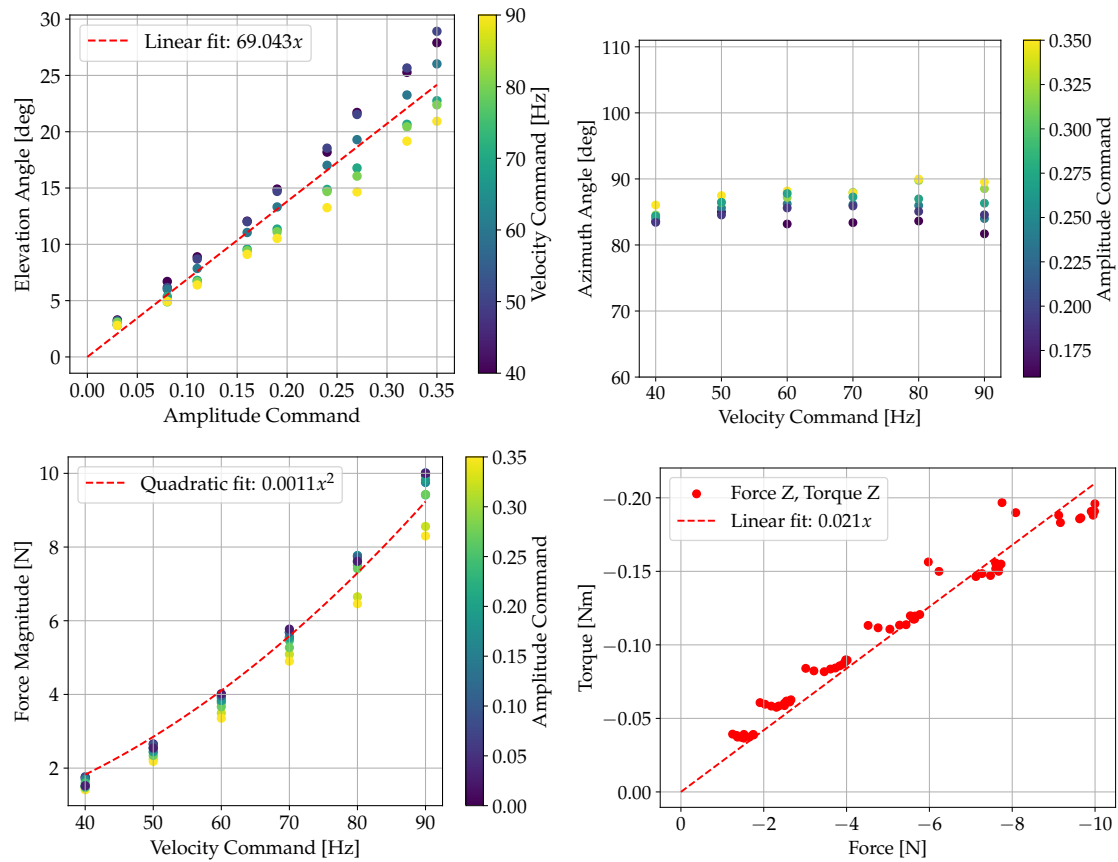 Linear fit: 69.043x
30
25
20
15
10
5
0
Elevation Angle [deg]
0.00 0.05 0.10 0.15 0.20 0.25 0.30 0.35
Amplitude Command
90
80
70
60
50
40
Velocity Command [Hz]
110
100
90
80
70
60
Azimuth Angle [deg]
40 50 60 70 80 90
Velocity Command [Hz]
0.350
0.325
0.300
0.275
0.250
0.225
0.200
0.175
Amplitude Command
Quadratic fit: 0.0011x²
10
8
6
4
2
Force Magnitude [N]
40 50 60 70 80 90
Velocity Command [Hz]
0.35
0.30
0.25
0.20
0.15
0.10
0.05
0.00
Amplitude Command
Force Z, Torque Z
Linear fit: 0.021x
−0.20
−0.15
−0.10
−0.05
0.00
Torque [Nm]
0 −2 −4 −6 −8 −10
Force [N]